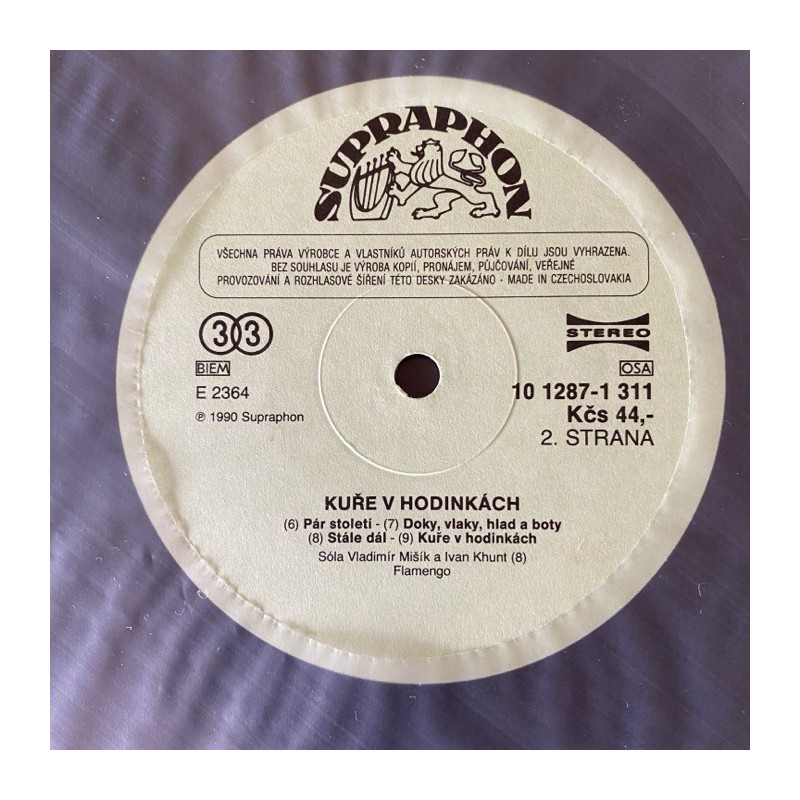 SUPRAPHON
VŠECHNA PRÁVA VÝROBCE A VLASTNÍKŮ AUTORSKÝCH PRÁV K DÍLU JSOU VYHRAZENA.
BEZ SOUHLASU JE VÝROBA KOPIÍ, PRONÁJEM, PŮJČOVÁNÍ, VEŘEJNÉ
PROVOZOVÁNÍ A ROZHLASOVÉ ŠÍŘENÍ TÉTO DESKY ZAKÁZÁNO · MADE IN CZECHOSLOVAKIA
33
STEREO
BIEM
OSA
E 2364
10 1287-1 311
℗ 1990 Supraphon
Kčs 44,-
2. STRANA
KUŘE V HODINKÁCH
(6) Pár století - (7) Doky, vlaky, hlad a boty
(8) Stále dál - (9) Kuře v hodinkách
Sóla Vladimír Mišík a Ivan Khunt (8)
Flamengo